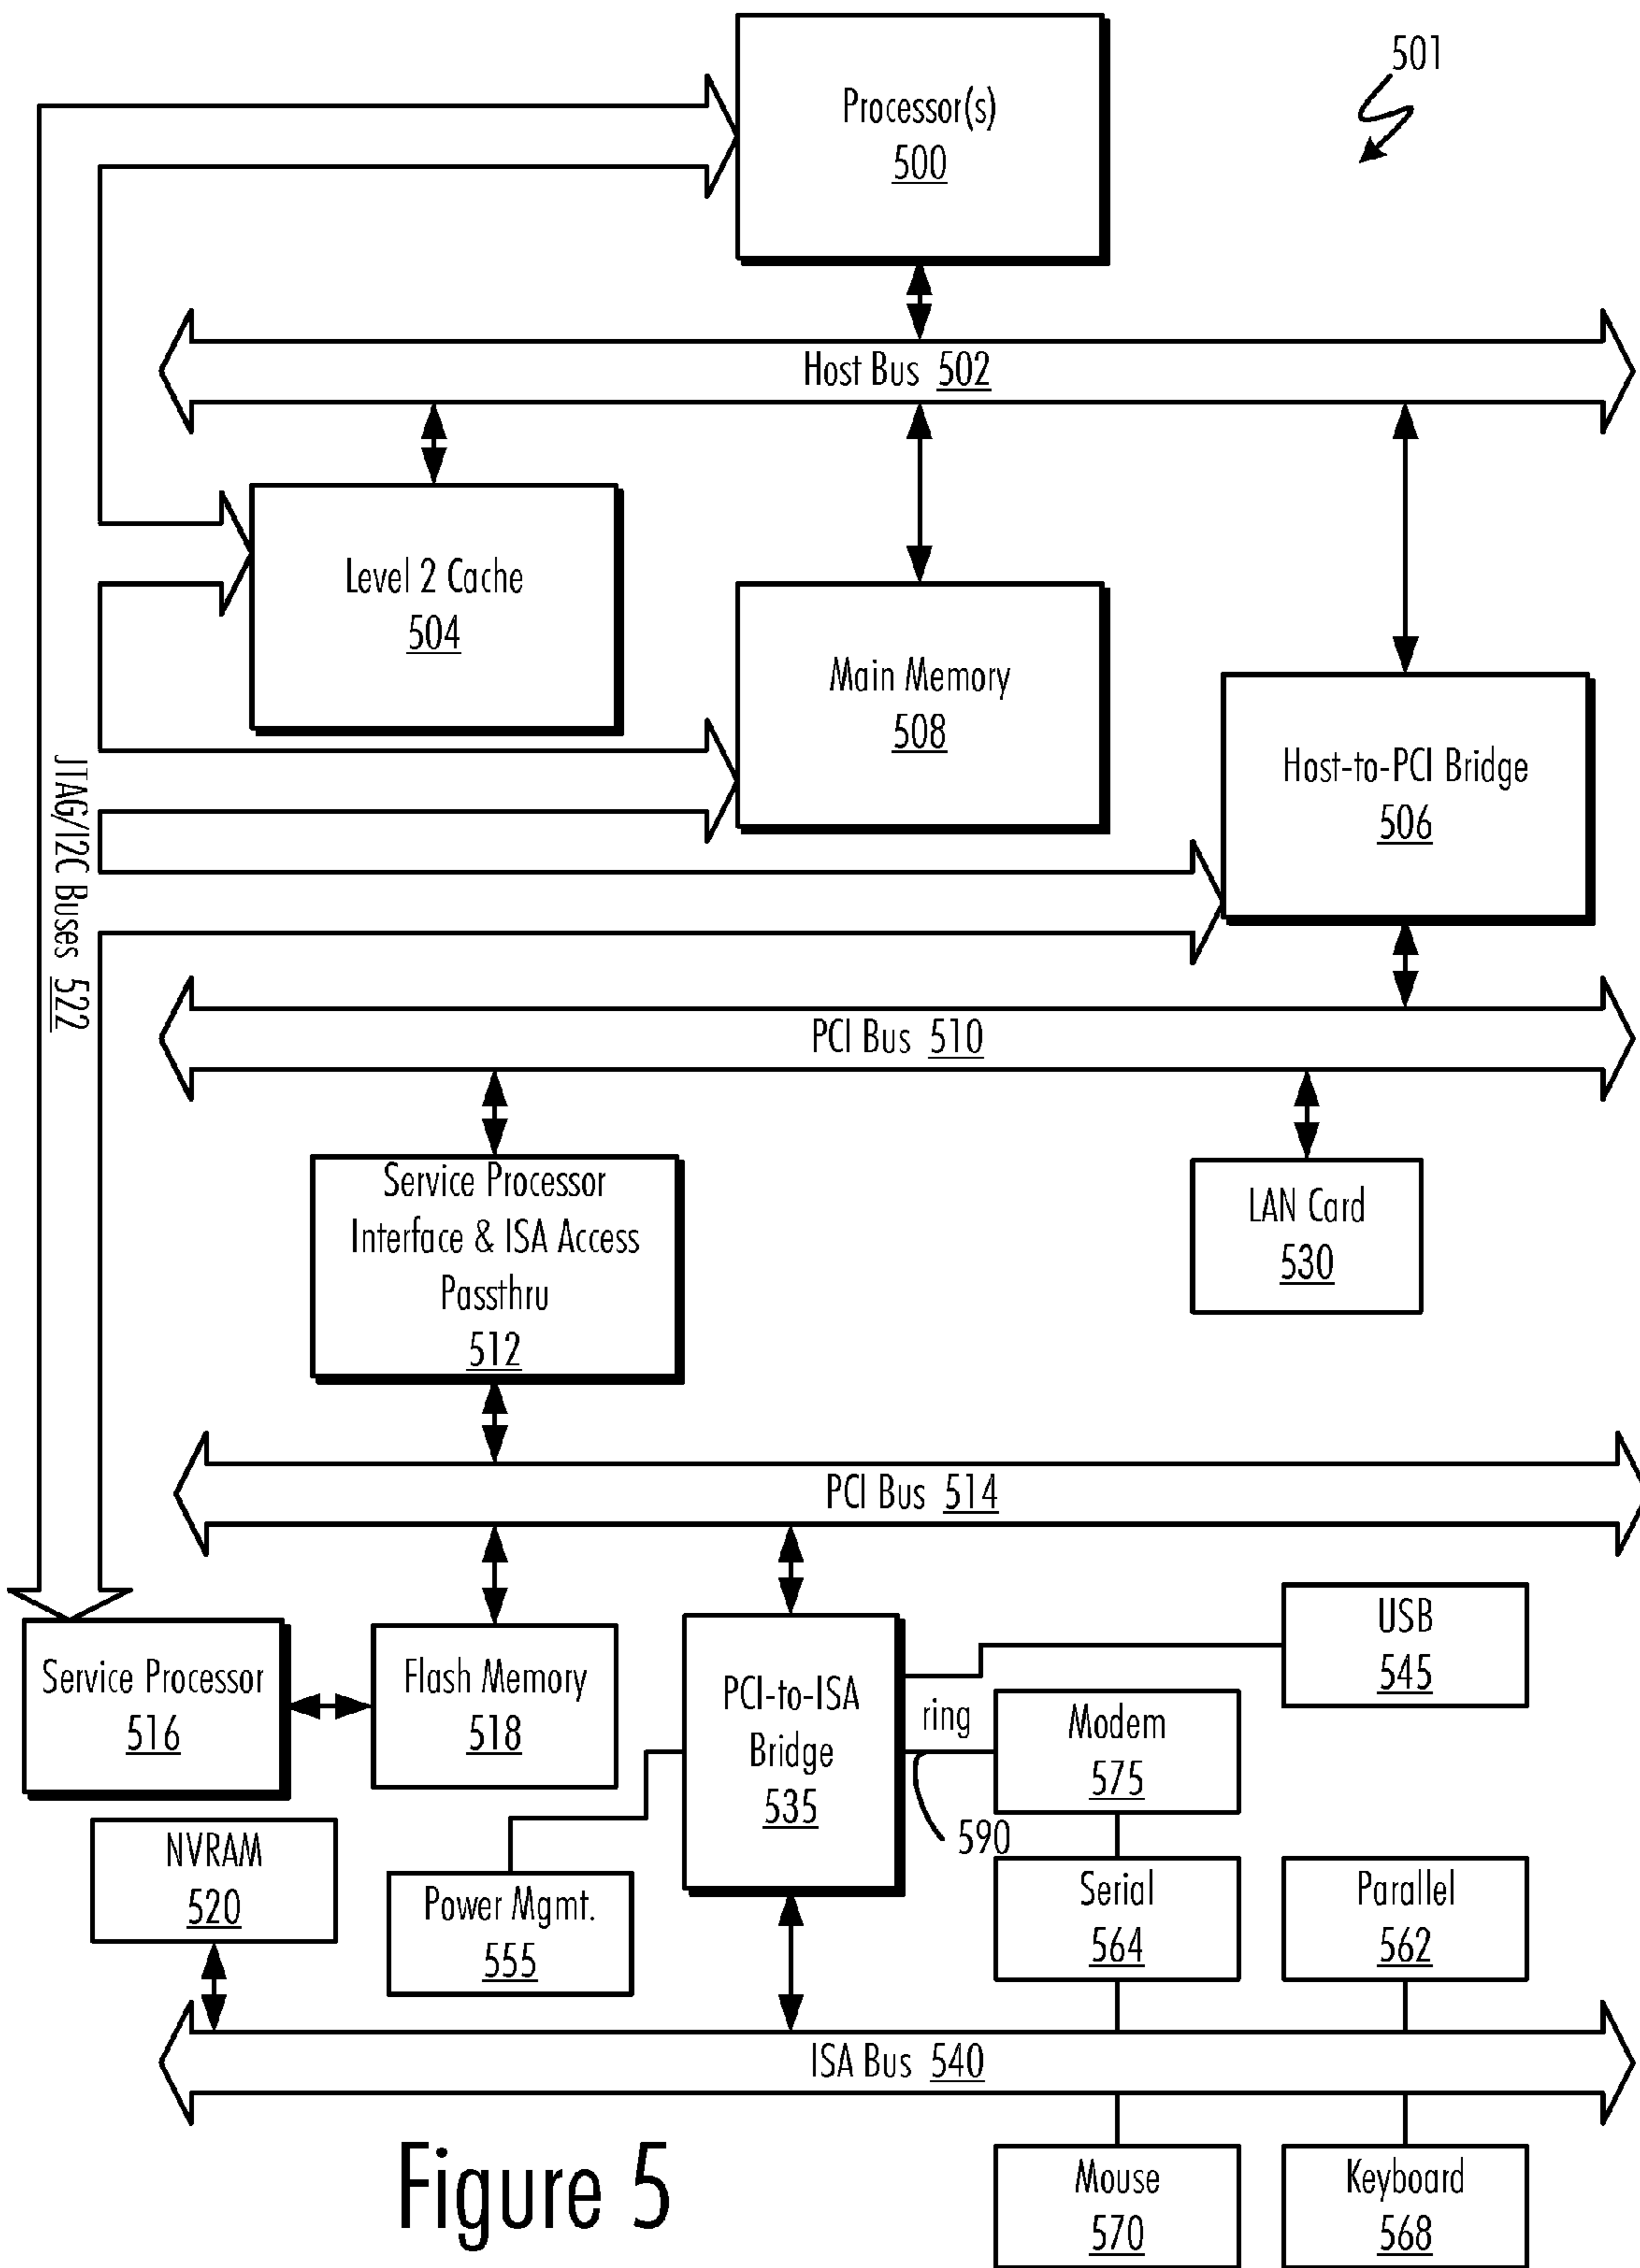 501
Processor(s)
500
Host Bus 502
Level 2 Cache
504
Main Memory
508
Host-to-PCI Bridge
506
JTAG/I2C Buses 522
PCI Bus 510
Service Processor
Interface & ISA Access
Passthru
512
LAN Card
530
PCI Bus 514
USB
545
Service Processor
516
Flash Memory
518
PCI-to-ISA
Bridge
535
ring
Modem
575
590
NVRAM
520
Power Mgmt.
555
Serial
564
Parallel
562
ISA Bus 540
Mouse
570
Keyboard
568
Figure 5